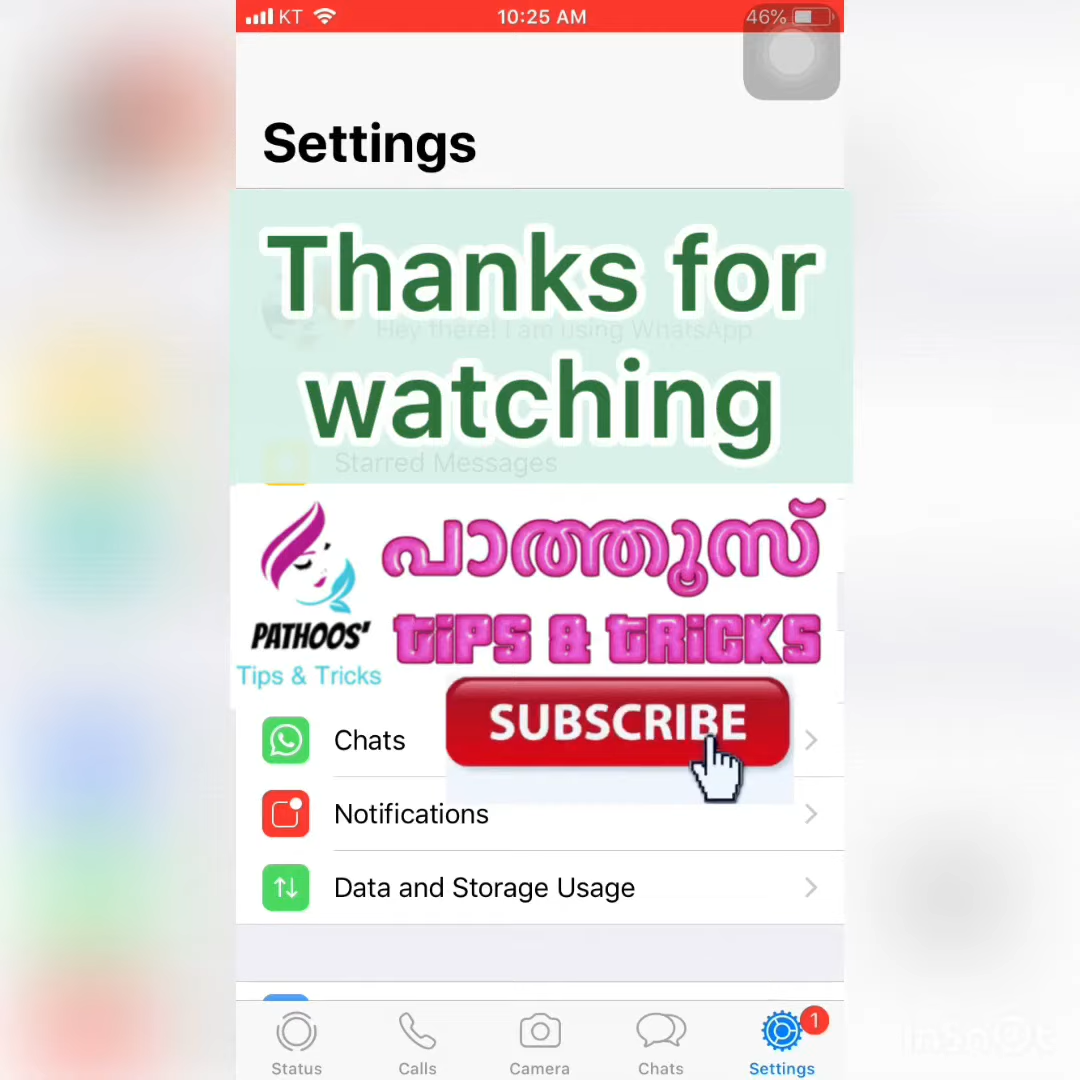 KT 10:25 AM 46%
Settings
Thanks for
Hey there! I am using WhatsApp.
watching
Starred Messages
പാത്തൂസ്
PATHOOS' TiPS & TRiCKS
Tips & Tricks
SUBSCRIBE
Chats
Notifications
Data and Storage Usage
1
Status Calls Camera Chats Settings